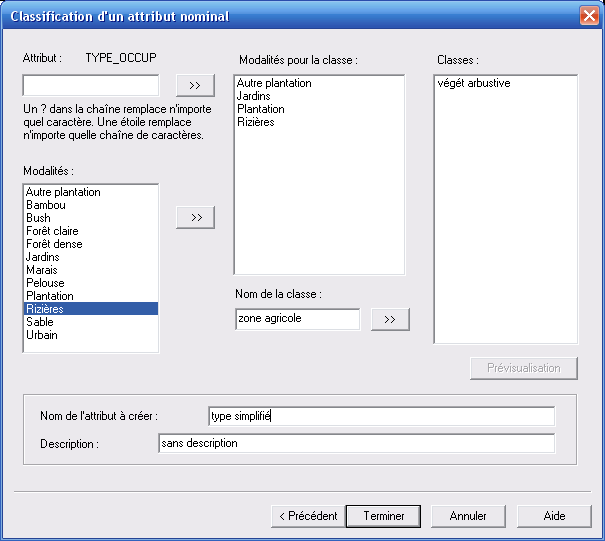 Classification d'un attribut nominal
Attribut : TYPE_OCCUP
>>
Un ? dans la chaîne remplace n'importe
quel caractère. Une étoile remplace
n'importe quelle chaîne de caractères.
Modalités :
Autre plantation
Bambou
Bush
Forêt claire
Forêt dense
Jardins
Marais
Pelouse
Plantation
Rizières
Sable
Urbain
>>
Modalités pour la classe :
Autre plantation
Jardins
Plantation
Rizières
Nom de la classe :
zone agricole
>>
Classes :
végét arbustive
Prévisualisation
Nom de l'attribut à créer : type simplifié
Description : sans description
< Précédent Terminer Annuler Aide